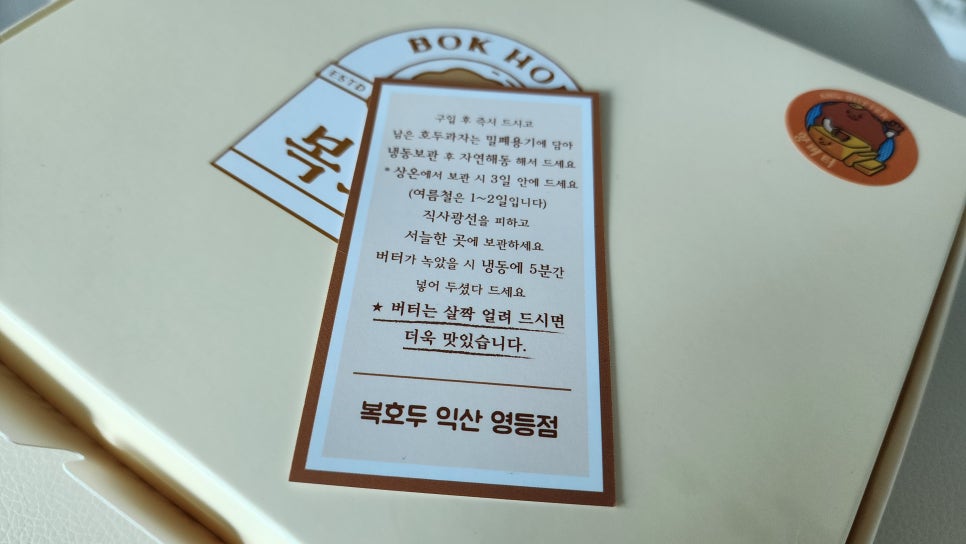 BOK HO
ESTD
복
구입 후 즉시 드시고
남은 호두과자는 밀폐용기에 담아
냉동보관 후 자연해동 해서 드세요
* 상온에서 보관 시 3일 안에 드세요
(여름철은 1~2일입니다)
직사광선을 피하고
서늘한 곳에 보관하세요
버터가 녹았을 시 냉동에 5분간
넣어 두셨다 드세요
★ 버터는 살짝 얼려 드시면
더욱 맛있습니다.
복호두 익산 영등점